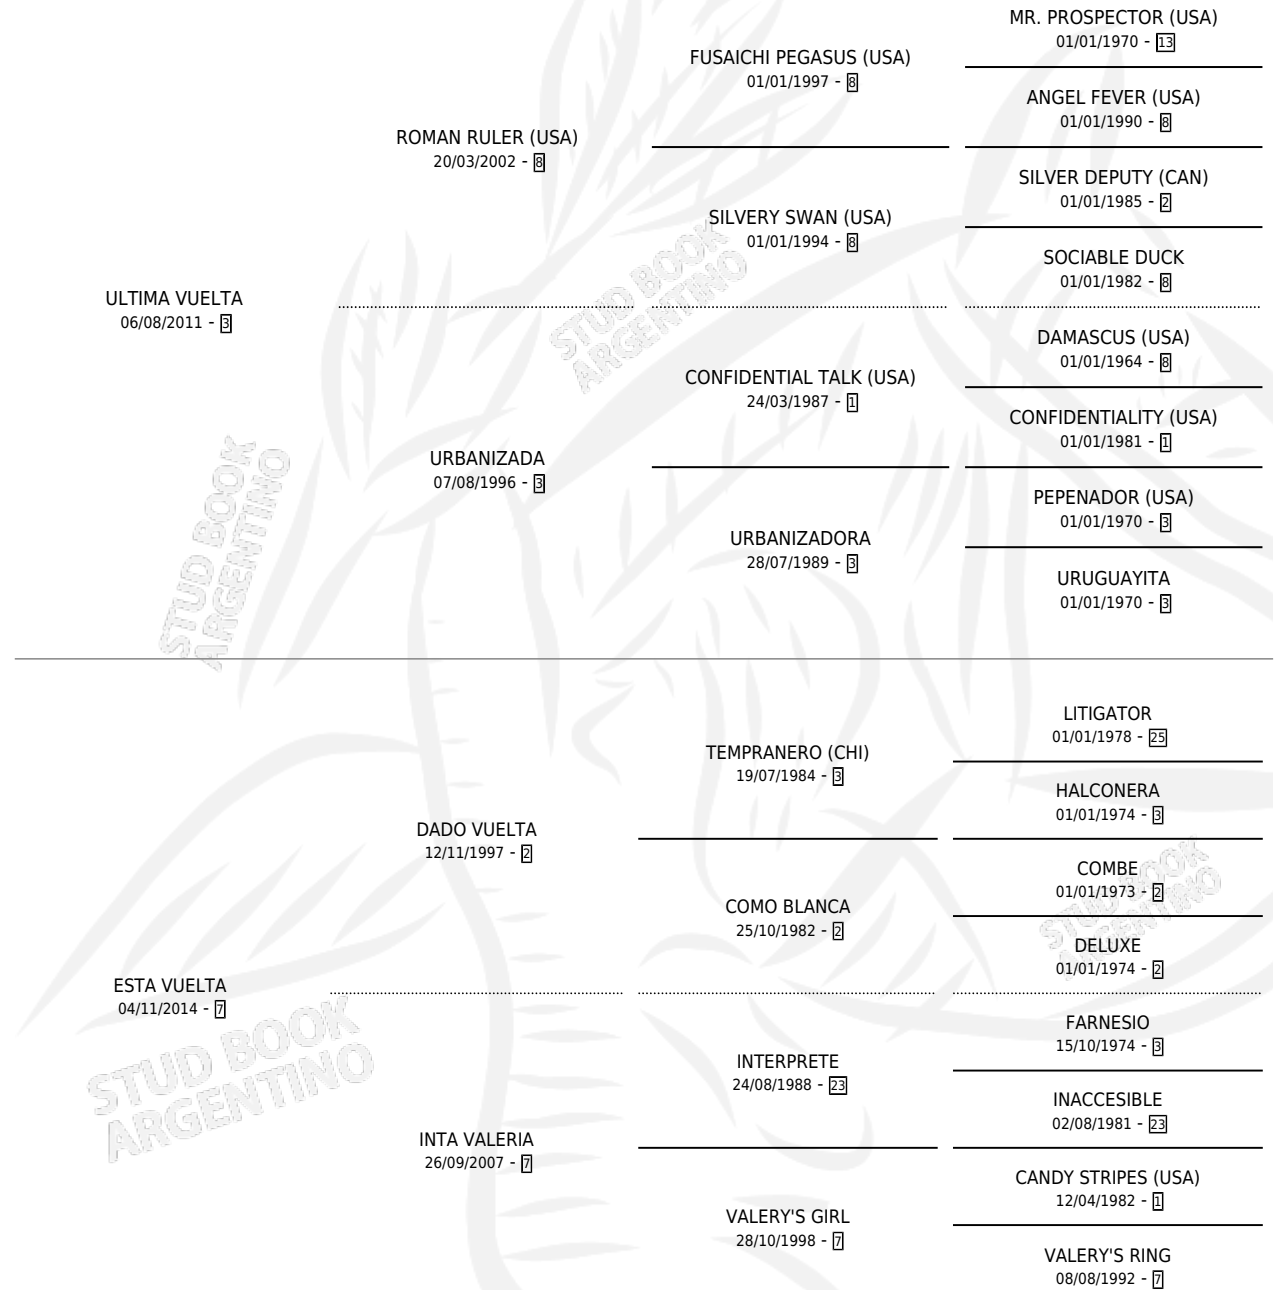 MR. PROSPECTOR (USA)
01/01/1970 - 13
FUSAICHI PEGASUS (USA)
01/01/1997 - 8
ANGEL FEVER (USA)
01/01/1990 - 8
ROMAN RULER (USA)
20/03/2002 - 8
SILVER DEPUTY (CAN)
01/01/1985 - 2
SILVERY SWAN (USA)
01/01/1994 - 8
SOCIABLE DUCK
01/01/1982 - 8
ULTIMA VUELTA
06/08/2011 - 3
DAMASCUS (USA)
01/01/1964 - 8
CONFIDENTIAL TALK (USA)
24/03/1987 - 1
CONFIDENTIALITY (USA)
01/01/1981 - 1
URBANIZADA
07/08/1996 - 3
PEPENADOR (USA)
01/01/1970 - 3
URBANIZADORA
28/07/1989 - 3
URUGUAYITA
01/01/1970 - 3
LITIGATOR
01/01/1978 - 25
TEMPRANERO (CHI)
19/07/1984 - 3
HALCONERA
01/01/1974 - 3
DADO VUELTA
12/11/1997 - 2
COMBE
01/01/1973 - 2
COMO BLANCA
25/10/1982 - 2
DELUXE
01/01/1974 - 2
ESTA VUELTA
04/11/2014 - 7
FARNESIO
15/10/1974 - 3
INTERPRETE
24/08/1988 - 23
INACCESIBLE
02/08/1981 - 23
INTA VALERIA
26/09/2007 - 7
CANDY STRIPES (USA)
12/04/1982 - 1
VALERY'S GIRL
28/10/1998 - 7
VALERY'S RING
08/08/1992 - 7
STUD BOOK
ARGENTINO
STUD BOOK
ARGENTINO
STUD BOOK
ARGENTINO
STUD BOOK
ARGENTINO